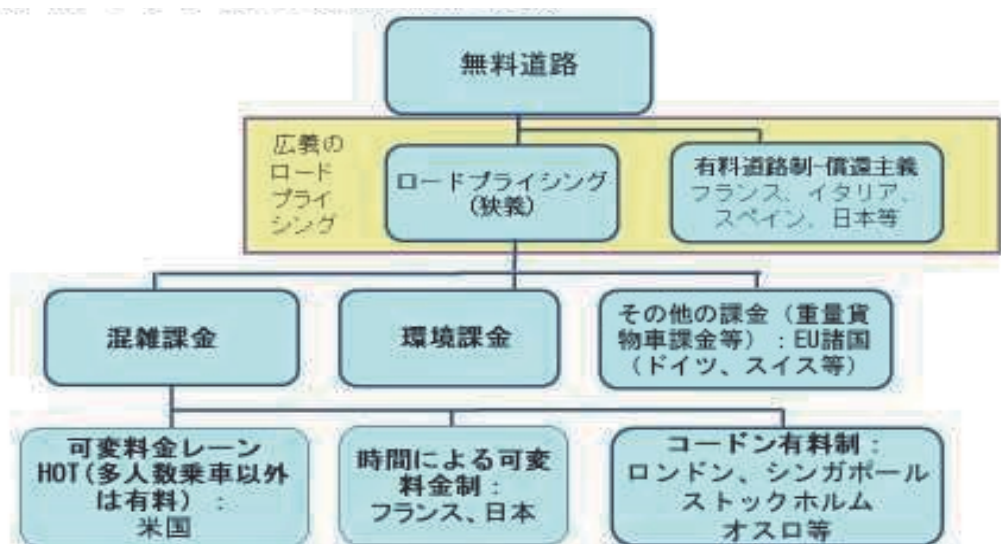 無料道路
広義の
ロード
プライ
シング
ロードプライシング
(狭義)
有料道路制-償還主義
フランス、イタリア、
スペイン、日本等
混雑課金
環境課金
その他の課金（重量貨
物車課金等）：EU諸国
（ドイツ、スイス等）
可変料金レーン
HOT(多人数乗車以外
は有料）：
米国
時間による可変
料金制：
フランス、日本
コードン有料制：
ロンドン、シンガポール
ストックホルム
オスロ等